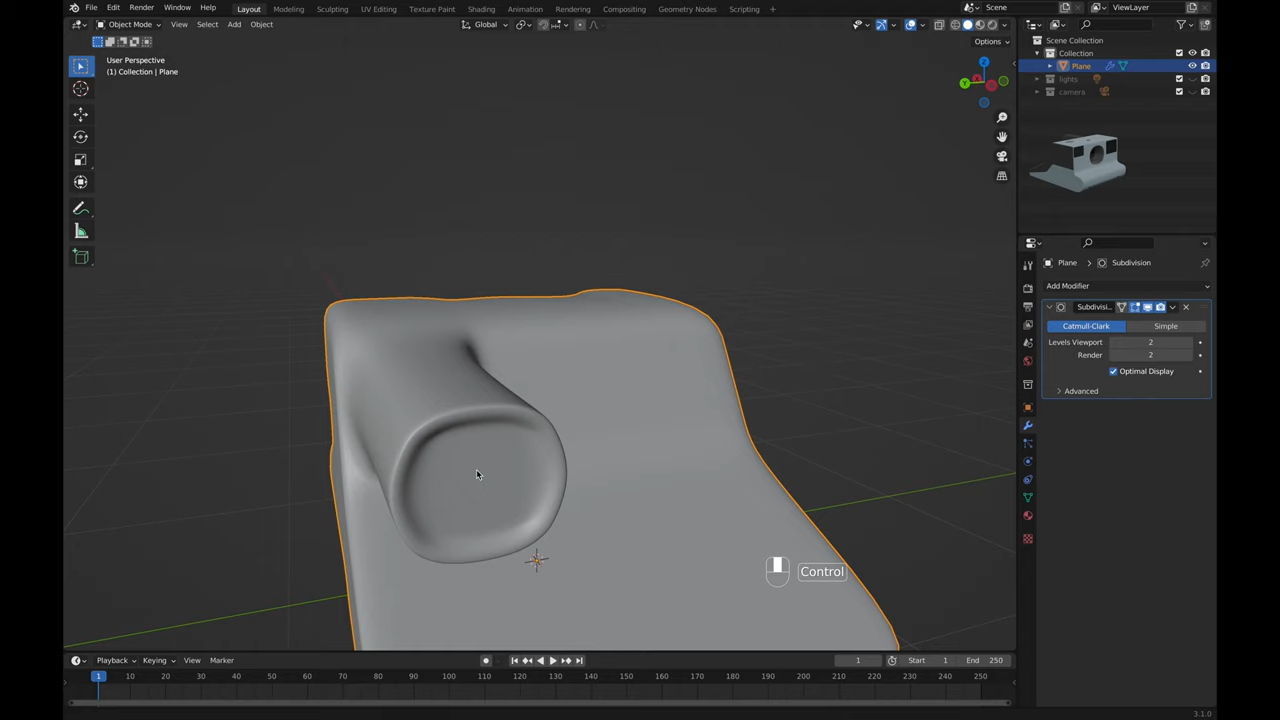 File Edit Render Window Help Layout Modeling Sculpting UV Editing Texture Paint Shading Animation Rendering Compositing Geometry Nodes Scripting + Scene ViewLayer
Object Mode View Select Add Object Global
Options
User Perspective
(1) Collection | Plane
Z
Y
Scene Collection
Collection
Plane
lights
camera
Plane Subdivision
Add Modifier
Subdivisi..
Catmull-Clark Simple
Levels Viewport 2
Render 2
Optimal Display
Advanced
Control
Playback Keying View Marker 1 Start 1 End 250
1 10 20 30 40 50 60 70 80 90 100 110 120 130 140 150 160 170 180 190 200 210 220 230 240 250
3.1.0